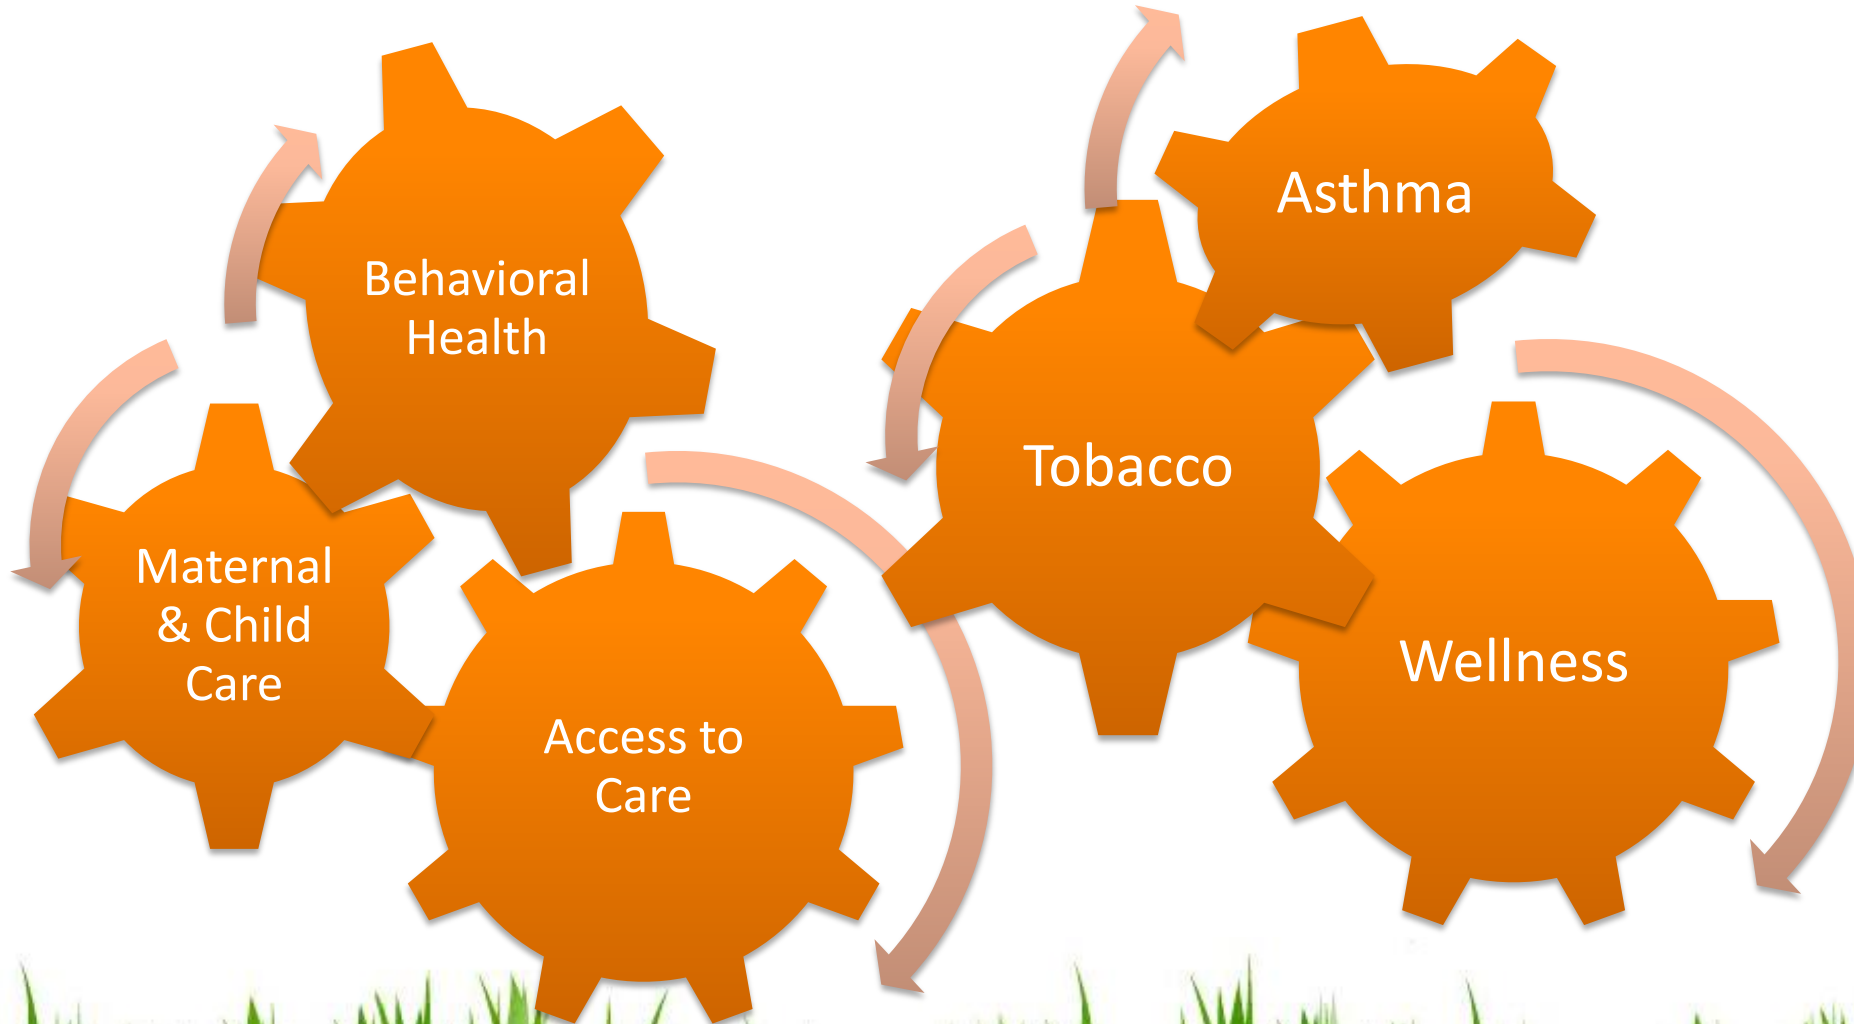 Behavioral
Health
Maternal
& Child
Care
Access to
Care
Asthma
Tobacco
Wellness